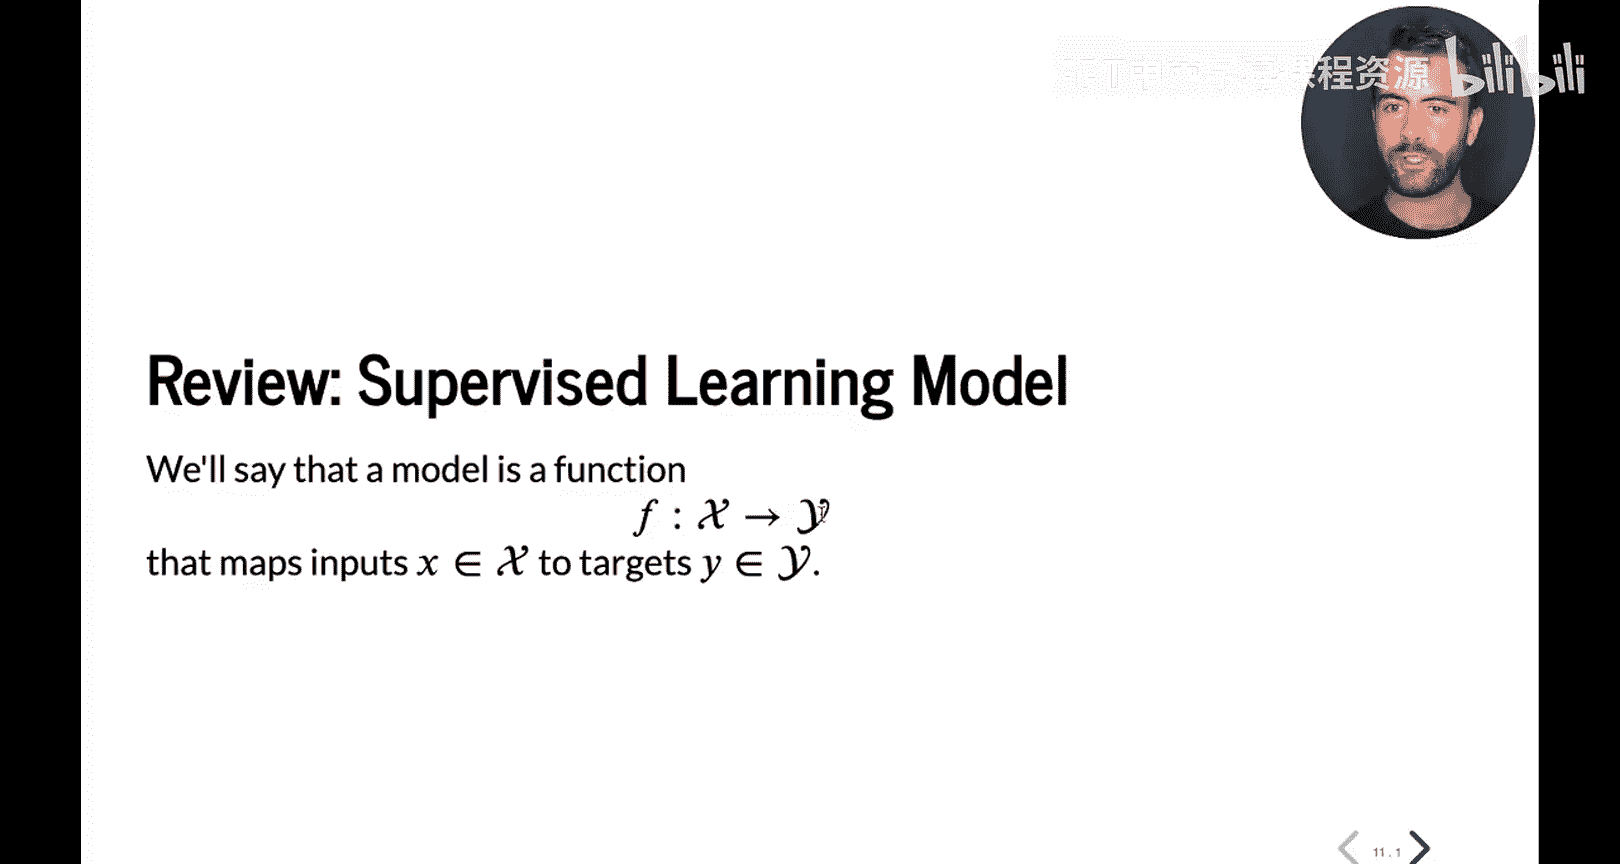 程资源 bilibili
Review: Supervised Learning Model
We'll say that a model is a function
f : 𝒳 → 𝒴
that maps inputs x ∈ 𝒳 to targets y ∈ 𝒴.
11.1